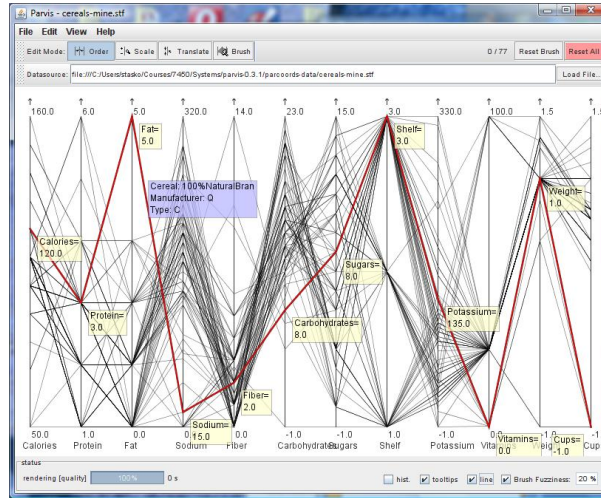 Parvis - cereals-mine.stf
File Edit View Help
Edit Mode: Order Scale Translate Brush 0 / 77 Reset Brush Reset All
Datasource: file:///C:/Users/stasko/Courses/7450/Systems/parvis-0.3.1/parcoords-data/cereals-mine.stf Load File...
160.0 6.0 5.0 320.0 14.0 23.0 15.0 3.0 330.0 100.0 1.5 1.5
Fat=
5.0
Shelf=
3.0
Cereal: 100%NaturalBran
Manufacturer: Q
Type: C
Weight=
1.0
Calories=
120.0
Sugars=
8.0
Potassium=
135.0
Protein=
3.0
Carbohydrates=
8.0
Fiber=
2.0
Sodium=
15.0
Vitamins=
0.0
Cups=
-1.0
50.0 1.0 0.0 0.0 0.0 -1.0 -1.0 1.0 -1.0 0.0
Calories Protein Fat Sodium Fiber Carbohydrates Sugars Shelf Potassium Vitamins Weight Cup
status
rendering [quality] 100% 0 s
hist. tooltips line Brush Fuzziness: 20 %